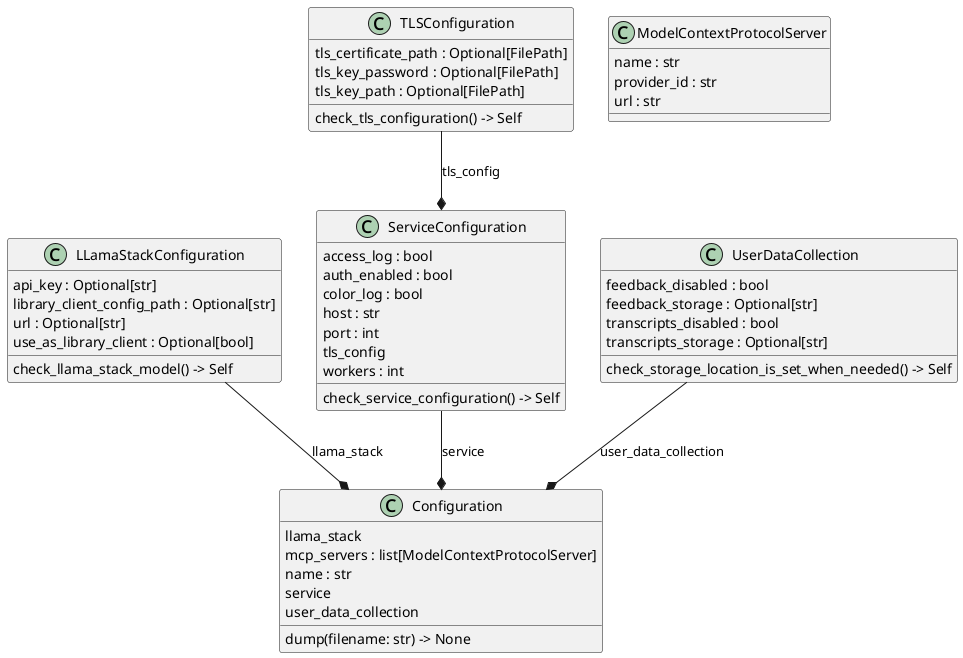 C TLSConfiguration
tls_certificate_path : Optional[FilePath]
tls_key_password : Optional[FilePath]
tls_key_path : Optional[FilePath]
check_tls_configuration() -> Self
C ModelContextProtocolServer
name : str
provider_id : str
url : str
tls_config
C LLamaStackConfiguration
api_key : Optional[str]
library_client_config_path : Optional[str]
url : Optional[str]
use_as_library_client : Optional[bool]
check_llama_stack_model() -> Self
C ServiceConfiguration
access_log : bool
auth_enabled : bool
color_log : bool
host : str
port : int
tls_config
workers : int
check_service_configuration() -> Self
C UserDataCollection
feedback_disabled : bool
feedback_storage : Optional[str]
transcripts_disabled : bool
transcripts_storage : Optional[str]
check_storage_location_is_set_when_needed() -> Self
llama_stack
service
user_data_collection
C Configuration
llama_stack
mcp_servers : list[ModelContextProtocolServer]
name : str
service
user_data_collection
dump(filename: str) -> None